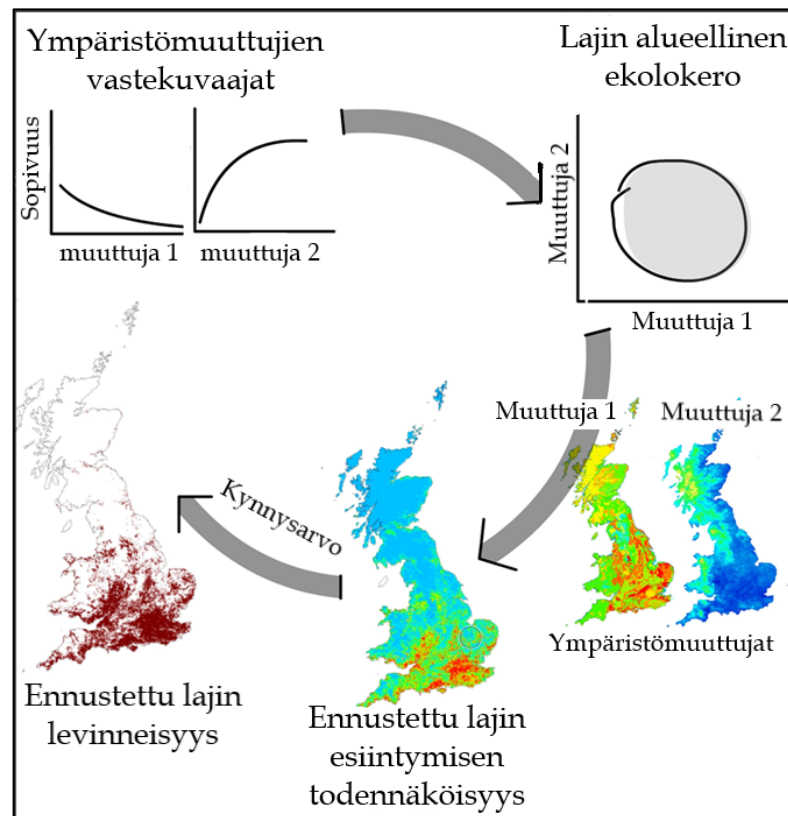 Ympäristömuuttujien
vastekuvaajat
Lajin alueellinen
ekolokero
Sopivuus
muuttuja 1
muuttuja 2
Muuttuja 2
Muuttuja 1
Muuttuja 1
Muuttuja 2
Kynnysarvo
Ympäristömuuttujat
Ennustettu lajin
levinneisyys
Ennustettu lajin
esiintymisen
todennäköisyys